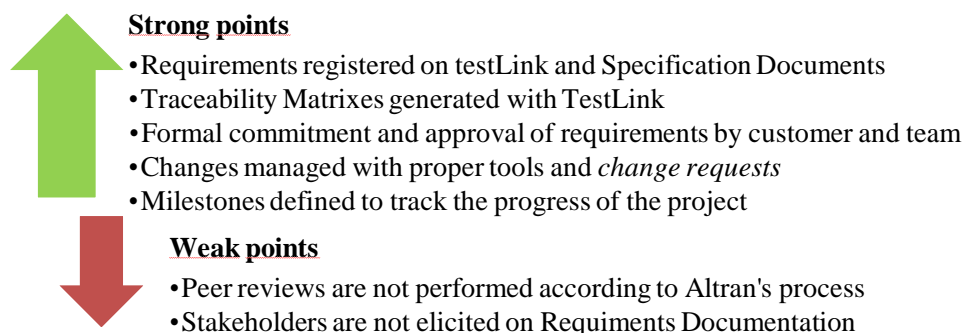 Strong points
•Requirements registered on testLink and Specification Documents
•Traceability Matrixes generated with TestLink
•Formal commitment and approval of requirements by customer and team
•Changes managed with proper tools and change requests
•Milestones defined to track the progress of the project
Weak points
•Peer reviews are not performed according to Altran's process
•Stakeholders are not elicited on Requiments Documentation